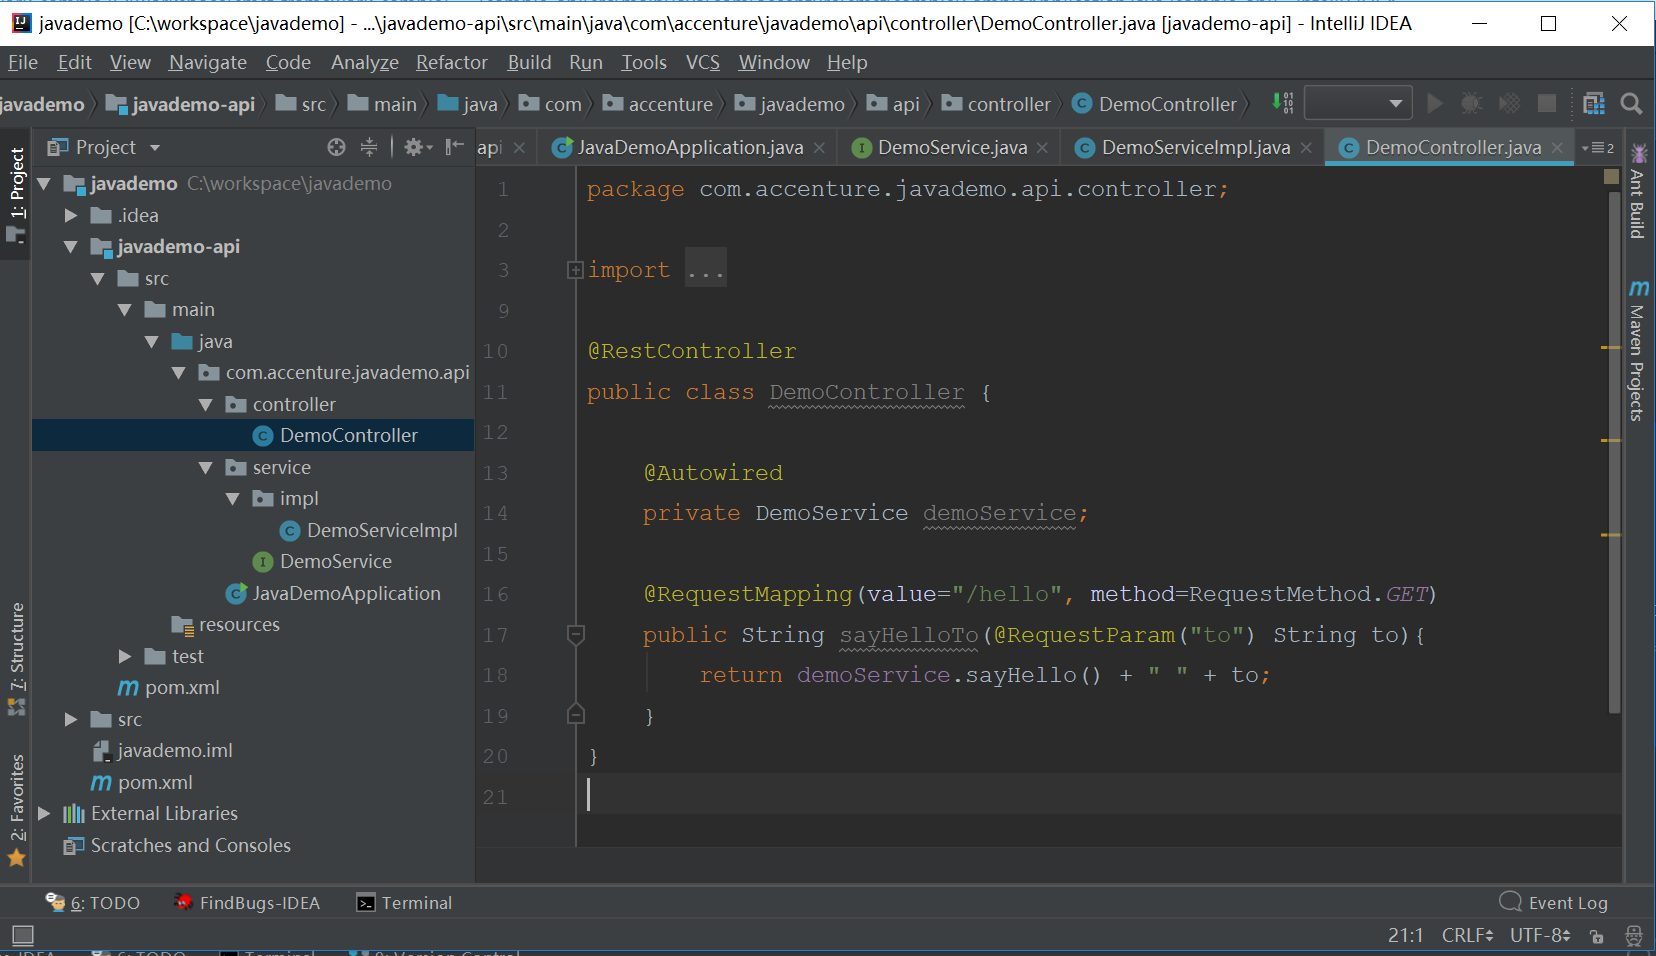 javademo [C:\workspace\javademo] - ...\javademo-api\src\main\java\com\accenture\javademo\api\controller\DemoController.java [javademo-api] - IntelliJ IDEA
File Edit View Navigate Code Analyze Refactor Build Run Tools VCS Window Help
javademo javademo-api src main java com accenture javademo api controller DemoController
Project
api JavaDemoApplication.java DemoService.java DemoServiceImpl.java DemoController.java 2
1: Project
7: Structure
2: Favorites
javademo C:\workspace\javademo
.idea
javademo-api
src
main
java
com.accenture.javademo.api
controller
DemoController
service
impl
DemoServiceImpl
DemoService
JavaDemoApplication
resources
test
pom.xml
src
javademo.iml
pom.xml
External Libraries
Scratches and Consoles
1 package com.accenture.javademo.api.controller;
2
3 import ...
9
10 @RestController
11 public class DemoController {
12
13 @Autowired
14 private DemoService demoService;
15
16 @RequestMapping(value="/hello", method=RequestMethod.GET)
17 public String sayHelloTo(@RequestParam("to") String to){
18 return demoService.sayHello() + " " + to;
19 }
20 }
21
Ant Build
Maven Projects
6: TODO FindBugs-IDEA Terminal Event Log
21:1 CRLF UTF-8